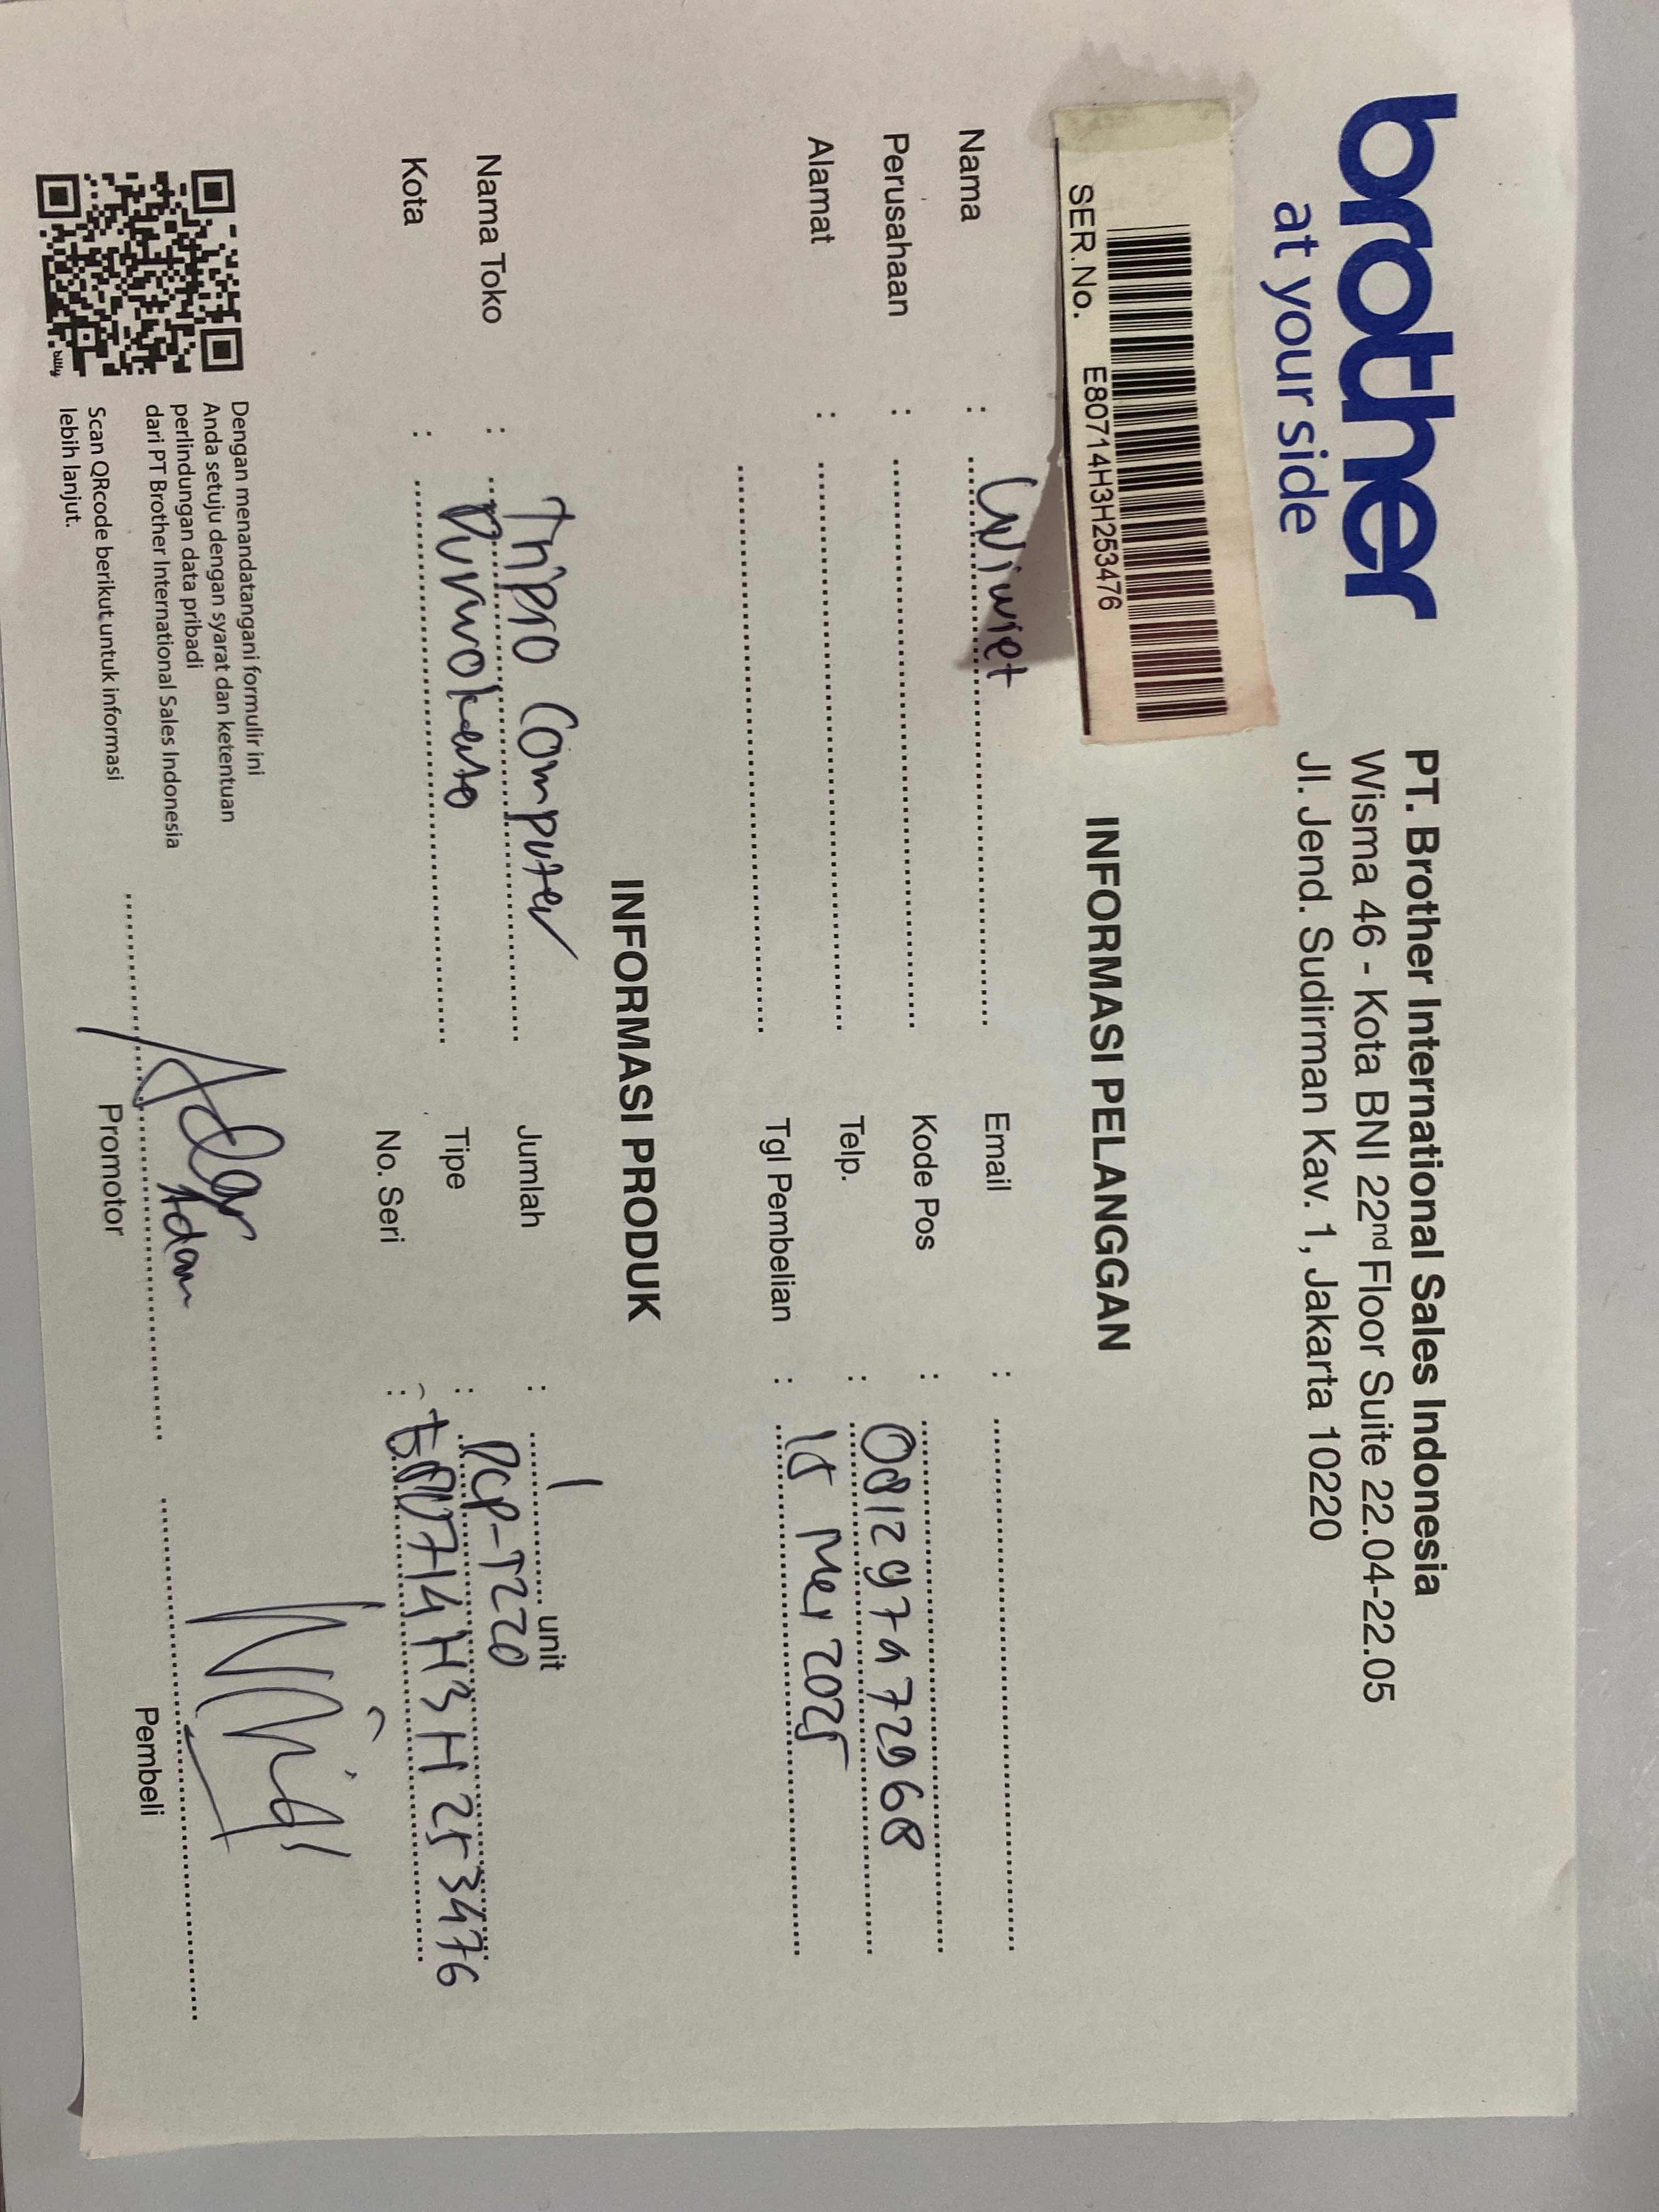 brother
at your side
PT. Brother International Sales Indonesia
Wisma 46 - Kota BNI 22nd Floor Suite 22.04-22.05
Jl. Jend. Sudirman Kav. 1, Jakarta 10220
SER.No. E80714H3H253476
INFORMASI PELANGGAN
Nama : Wiwiet
Perusahaan :
Alamat :
Email :
Kode Pos :
Telp. : 081297472968
Tgl Pembelian : 15 Mei 2025
INFORMASI PRODUK
Nama Toko : Tripro Computer
Kota : Purwokerto
Jumlah : 1 unit
Tipe : DCP-T220
No. Seri : E80714H3H253476
Dengan menandatangani formulir ini
Anda setuju dengan syarat dan ketentuan
perlindungan data pribadi
dari PT Brother International Sales Indonesia
Scan QRcode berikut untuk informasi
lebih lanjut.
bitly
Adam
Promotor
Pembeli